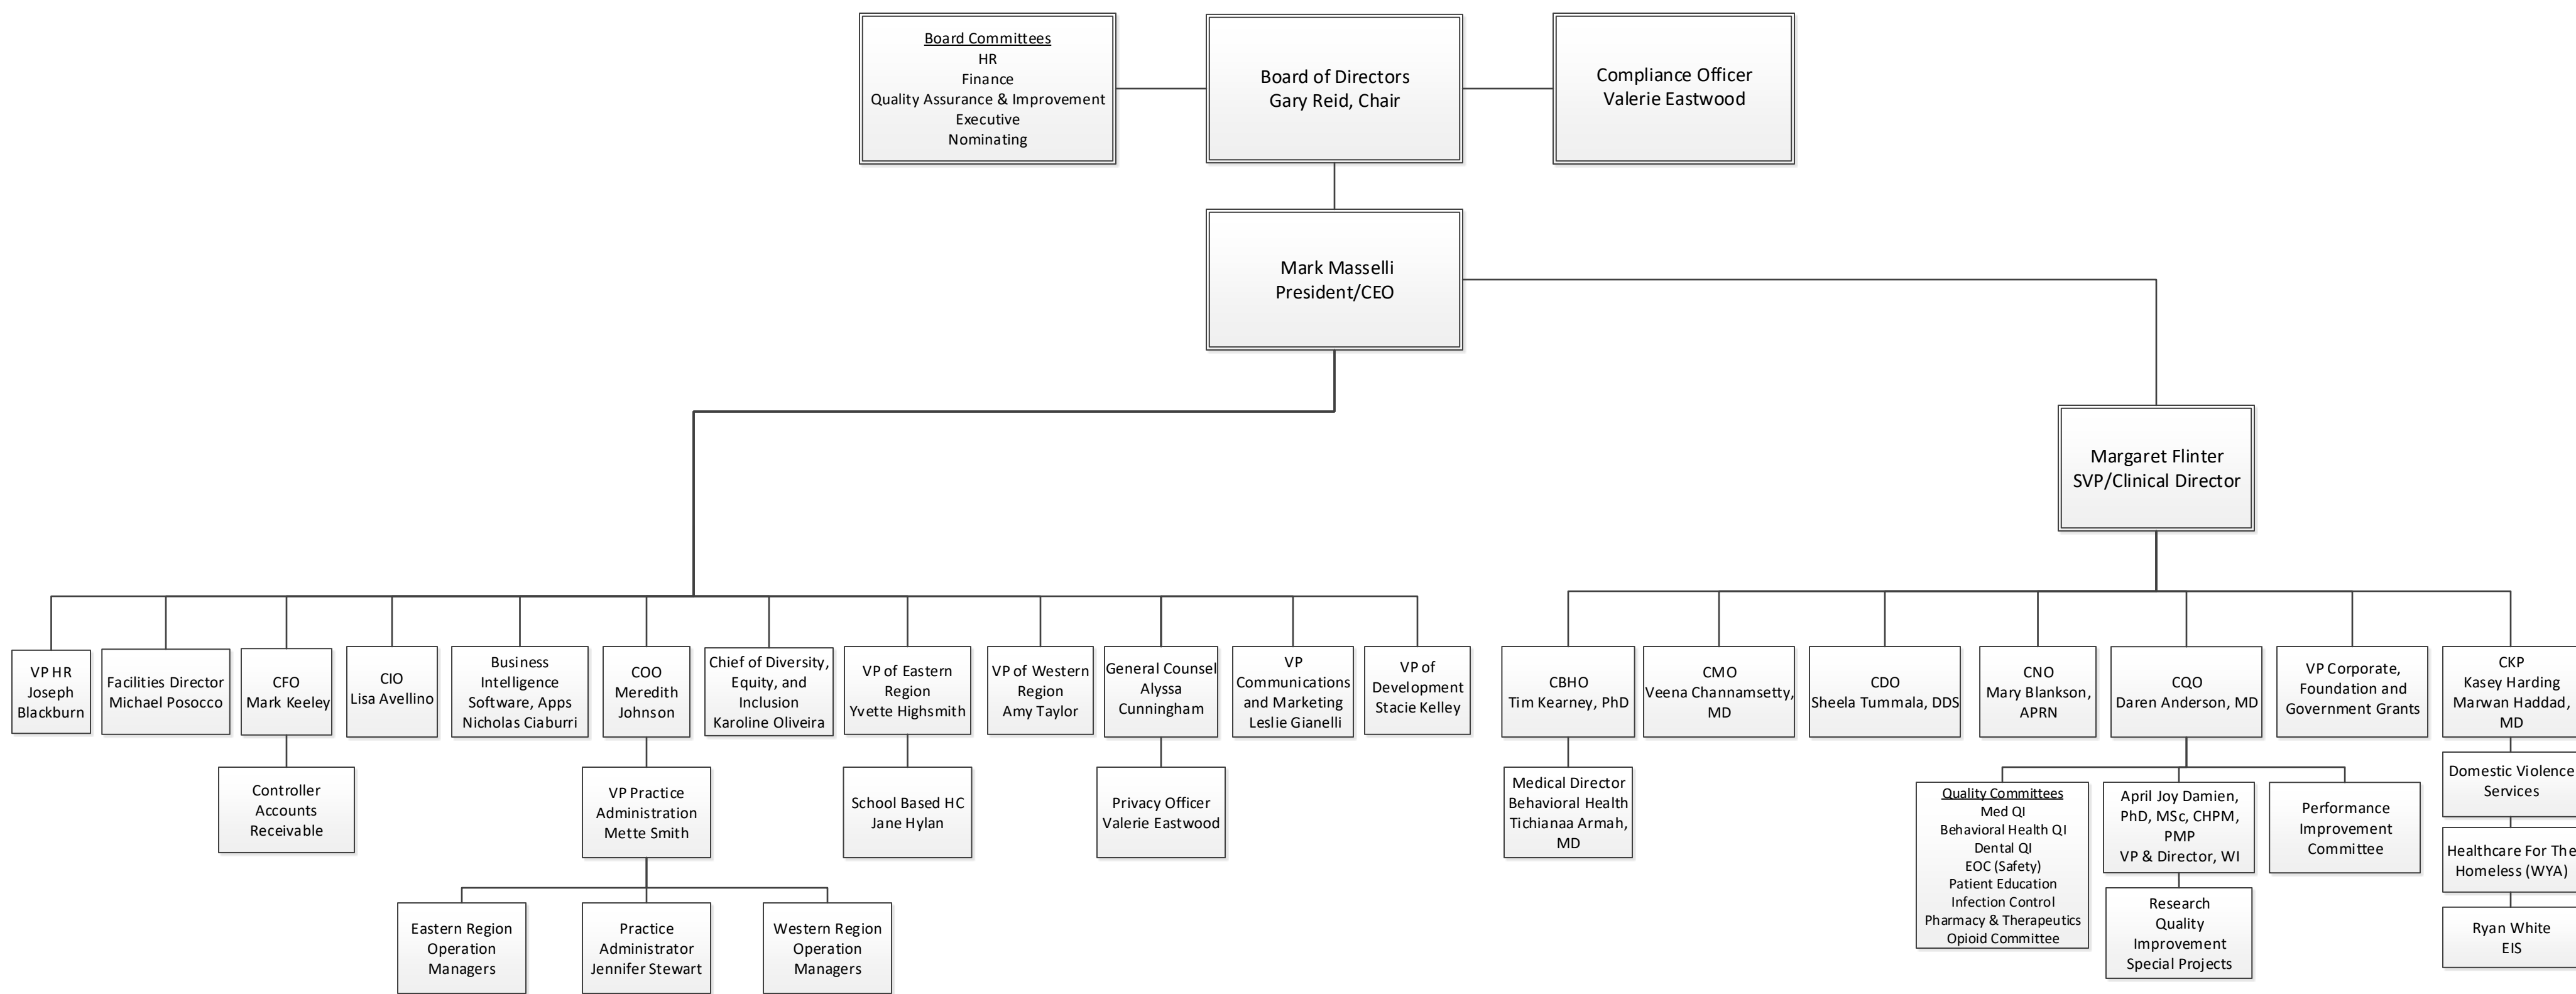 Board Committees
HR
Finance
Quality Assurance & Improvement
Executive
Nominating
Board of Directors
Gary Reid, Chair
Compliance Officer
Valerie Eastwood
Mark Masselli
President/CEO
Margaret Flinter
SVP/Clinical Director
VP HR
Joseph
Blackburn
Facilities Director
Michael Posocco
CFO
Mark Keeley
CIO
Lisa Avellino
Business
Intelligence
Software, Apps
Nicholas Ciaburri
COO
Meredith
Johnson
Chief of Diversity,
Equity, and
Inclusion
Karoline Oliveira
VP of Eastern
Region
Yvette Highsmith
VP of Western
Region
Amy Taylor
General Counsel
Alyssa
Cunningham
VP
Communications
and Marketing
Leslie Gianelli
VP of
Development
Stacie Kelley
CBHO
Tim Kearney, PhD
CMO
Veena Channamsetty,
MD
CDO
Sheela Tummala, DDS
CNO
Mary Blankson,
APRN
CQO
Daren Anderson, MD
VP Corporate,
Foundation and
Government Grants
CKP
Kasey Harding
Marwan Haddad,
MD
Controller
Accounts
Receivable
VP Practice
Administration
Mette Smith
School Based HC
Jane Hylan
Privacy Officer
Valerie Eastwood
Medical Director
Behavioral Health
Tichianaa Armah,
MD
Quality Committees
Med QI
Behavioral Health QI
Dental QI
EOC (Safety)
Patient Education
Infection Control
Pharmacy & Therapeutics
Opioid Committee
April Joy Damien,
PhD, MSc, CHPM,
PMP
VP & Director, WI
Performance
Improvement
Committee
Domestic Violence
Services
Healthcare For The
Homeless (WYA)
Ryan White
EIS
Eastern Region
Operation
Managers
Practice
Administrator
Jennifer Stewart
Western Region
Operation
Managers
Research
Quality
Improvement
Special Projects